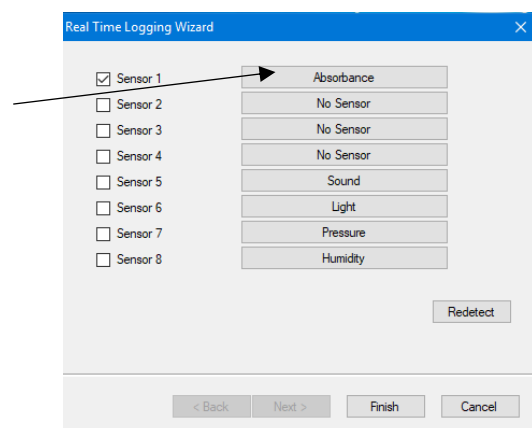 Real Time Logging Wizard
Sensor 1 Absorbance
Sensor 2 No Sensor
Sensor 3 No Sensor
Sensor 4 No Sensor
Sensor 5 Sound
Sensor 6 Light
Sensor 7 Pressure
Sensor 8 Humidity
Redetect
< Back Next > Finish Cancel